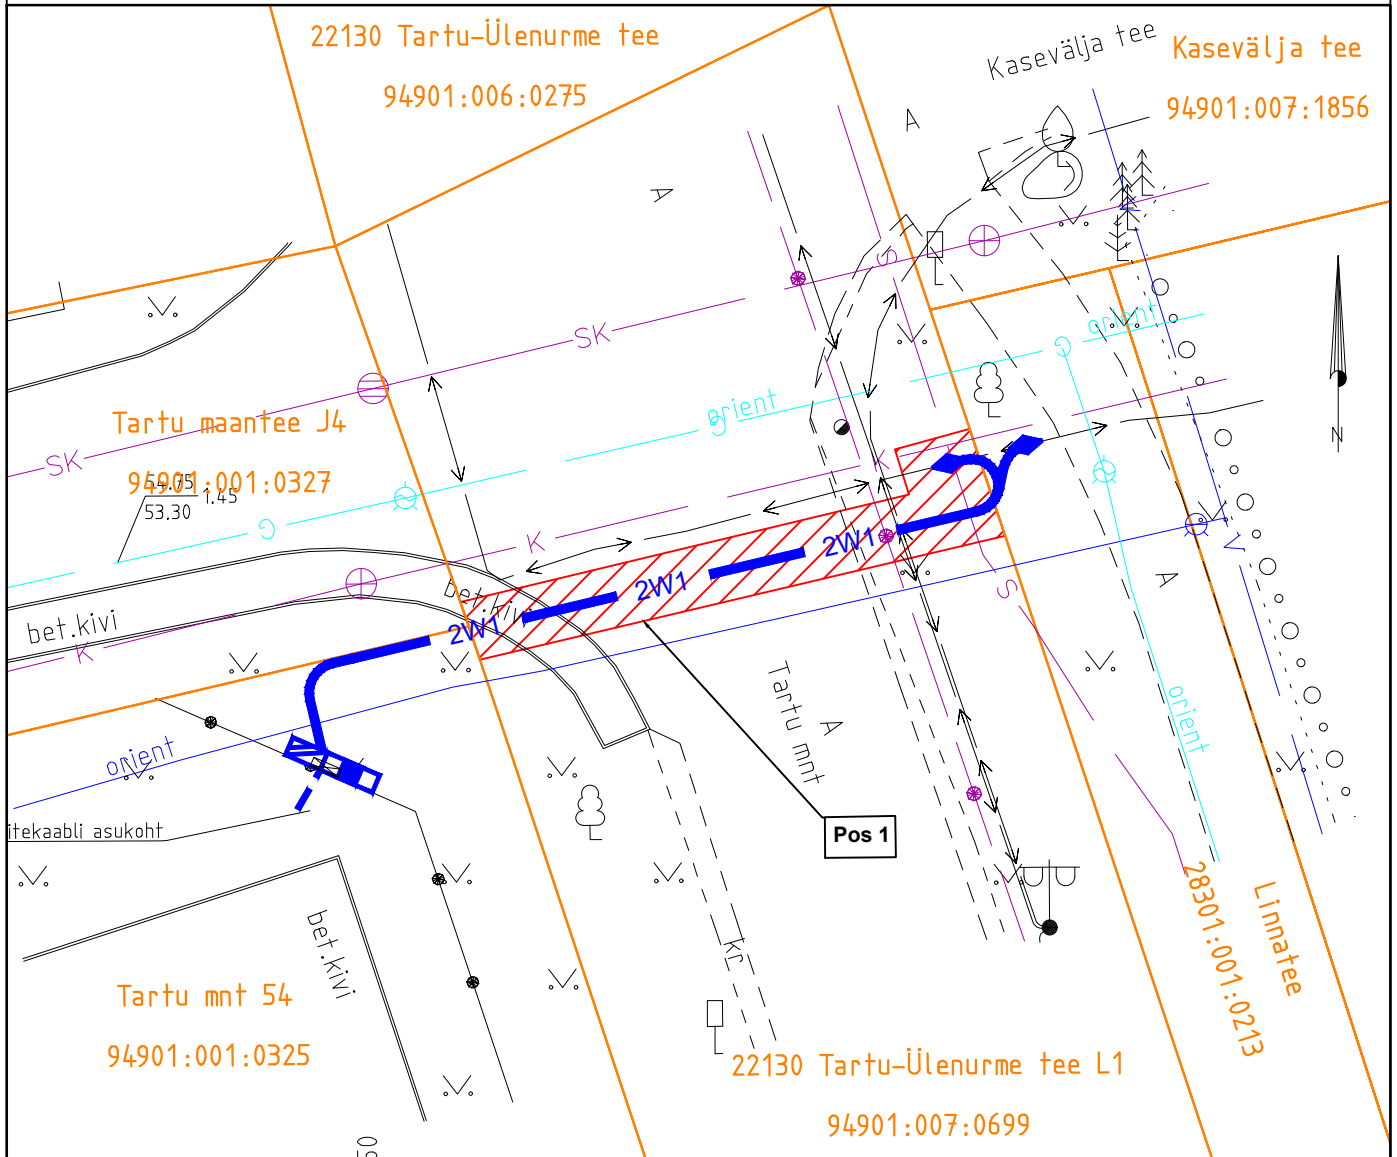 22130 Tartu-Ülenurme tee
94901:006:0275
Kasevälja tee
Kasevälja tee
94901:007:1856
A
A
S
SK
orient
G
orient
G
Tartu maantee J4
SK
94901:001:0327
54.75
1.45
53.30
G
K
N
K
2W1
V
bet.kivi
2W1
A
bet.kivi
2W1
S
K
Tartu mnt
A
orient
orient
Pos 1
itekaabli asukoht
28301:001:0213
Linnatee
bet.kivi
kr
Tartu mnt 54
94901:001:0325
22130 Tartu-Ülenurme tee L1
94901:007:0699
50